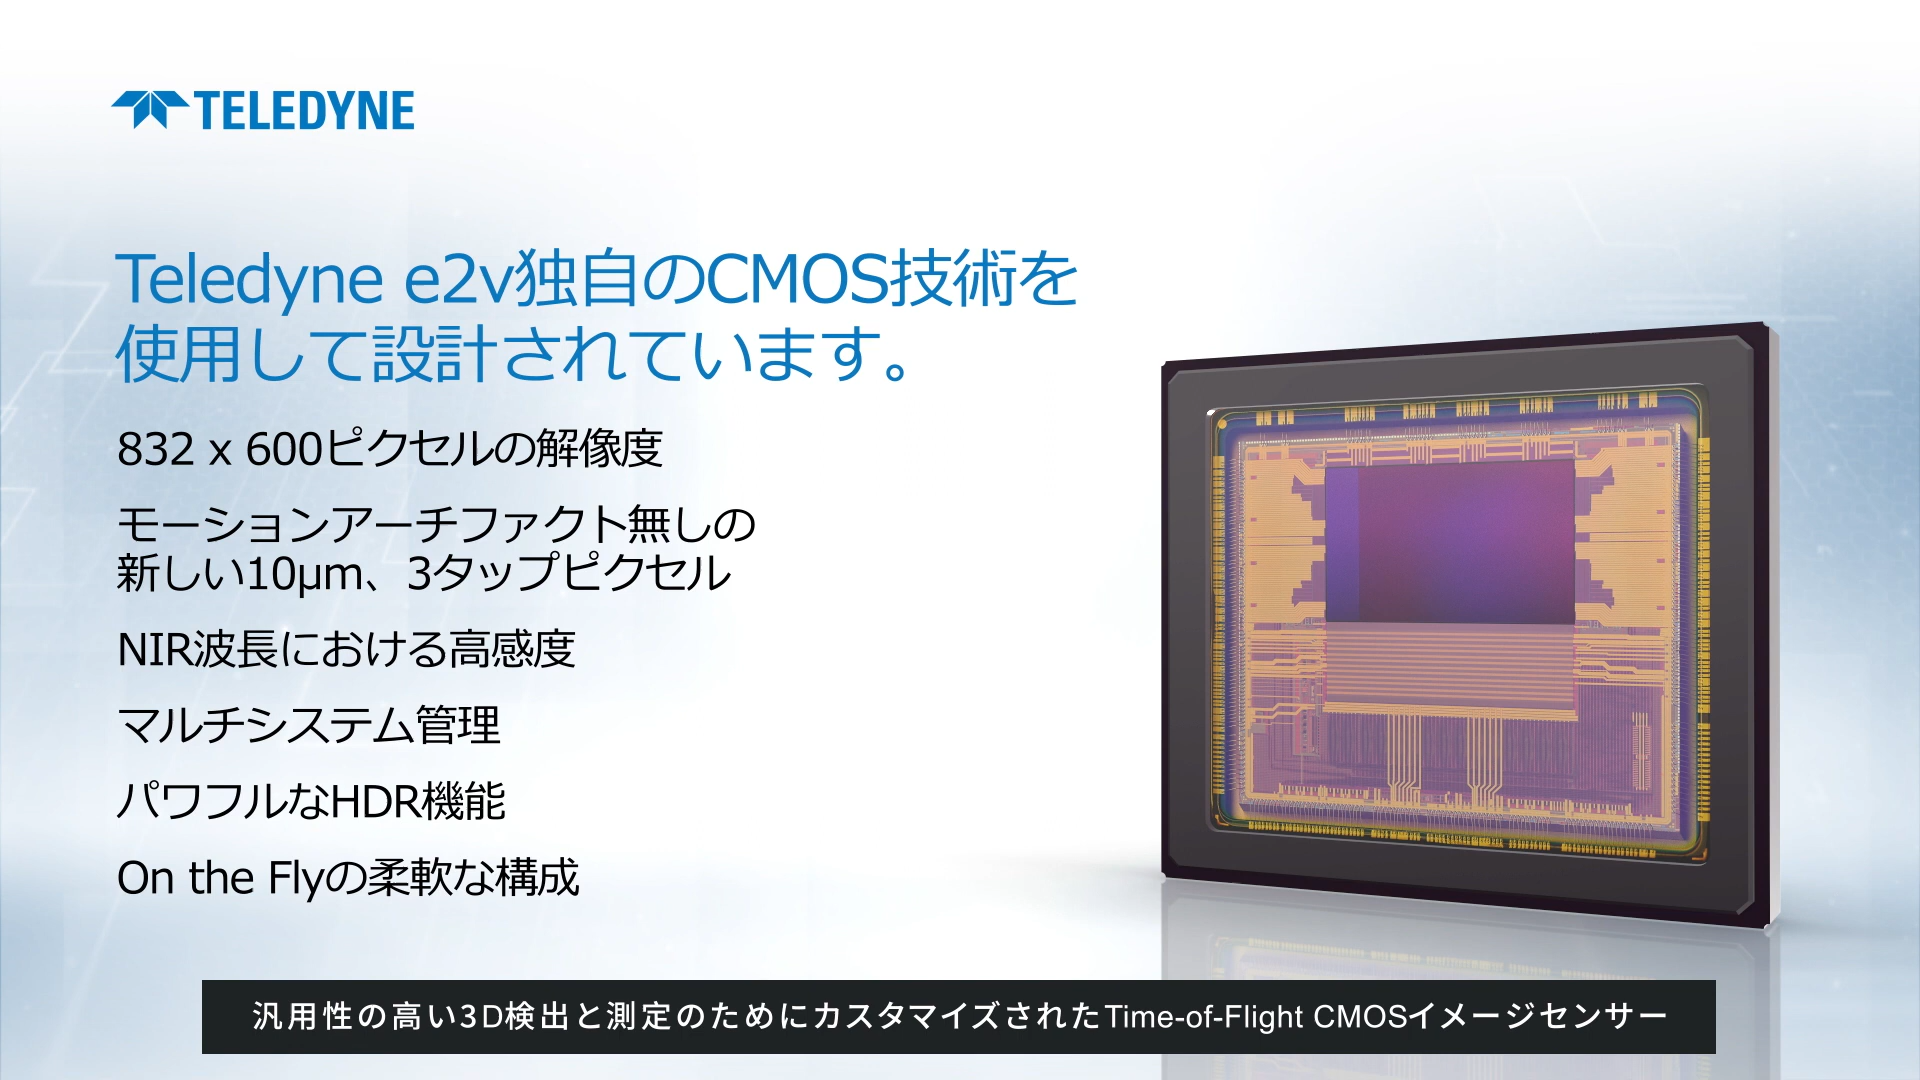 TELEDYNE
Teledyne e2v独自のCMOS技術を
使用して設計されています。
832 x 600ピクセルの解像度
モーションアーチファクト無しの
新しい10µm、3タップピクセル
NIR波長における高感度
マルチシステム管理
パワフルなHDR機能
On the Flyの柔軟な構成
汎用性の高い3D検出と測定のためにカスタマイズされたTime-of-Flight CMOSイメージセンサー